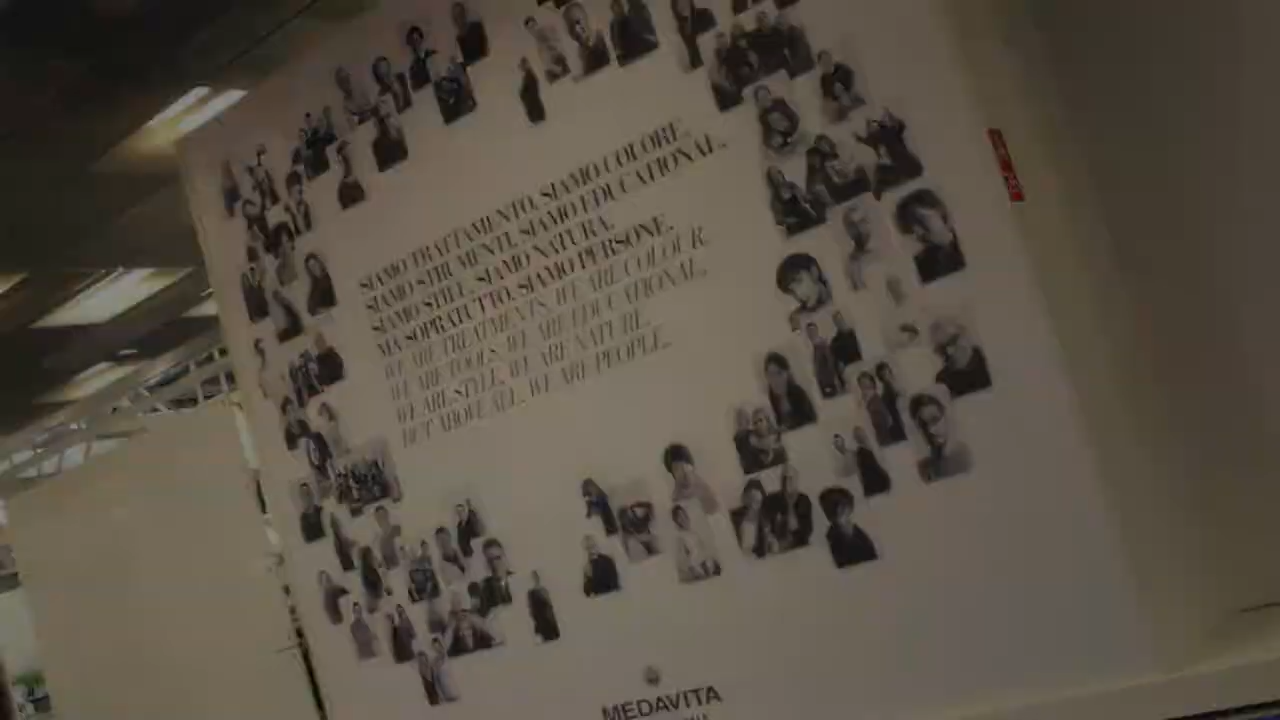 SIAMO TRATTAMENTO, SIAMO COLORE,
SIAMO STRUMENTI, SIAMO EDUCATIONAL,
SIAMO STILE, SIAMO NATURA,
MA SOPRATUTTO, SIAMO PERSONE.
WE ARE TREATMENTS, WE ARE COLOUR,
WE ARE TOOLS, WE ARE EDUCATIONAL,
WE ARE STYLE, WE ARE NATURE,
BUT ABOVE ALL, WE ARE PEOPLE.
MEDAVITA